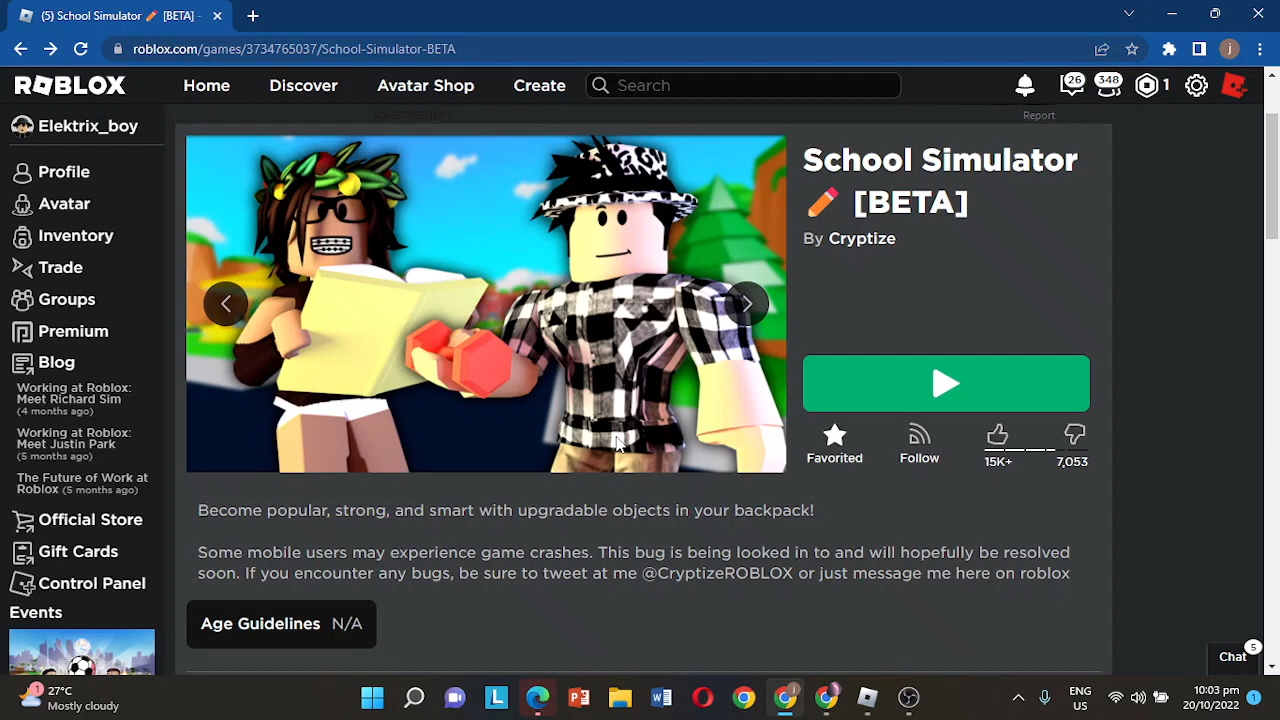 (5) School Simulator ✏️ [BETA] -
roblox.com/games/3734765037/School-Simulator-BETA
j
ROBLOX
Home
Discover
Avatar Shop
Create
Search
26
348
1
Elektrix_boy
Profile
Avatar
Inventory
Trade
Groups
Premium
Blog
Working at Roblox:
Meet Richard Sim
(4 months ago)
Working at Roblox:
Meet Justin Park
(5 months ago)
The Future of Work at
Roblox (5 months ago)
Official Store
Gift Cards
Control Panel
Events
ADVERTISEMENT
Report
School Simulator
✏️ [BETA]
By Cryptize
Favorited
Follow
15K+
7,053
Become popular, strong, and smart with upgradable objects in your backpack!
Some mobile users may experience game crashes. This bug is being looked in to and will hopefully be resolved
soon. If you encounter any bugs, be sure to tweet at me @CryptizeROBLOX or just message me here on roblox
Age Guidelines N/A
Chat
5
1
27°C
Mostly cloudy
L
P
W
j
ENG
US
10:03 pm
20/10/2022
1